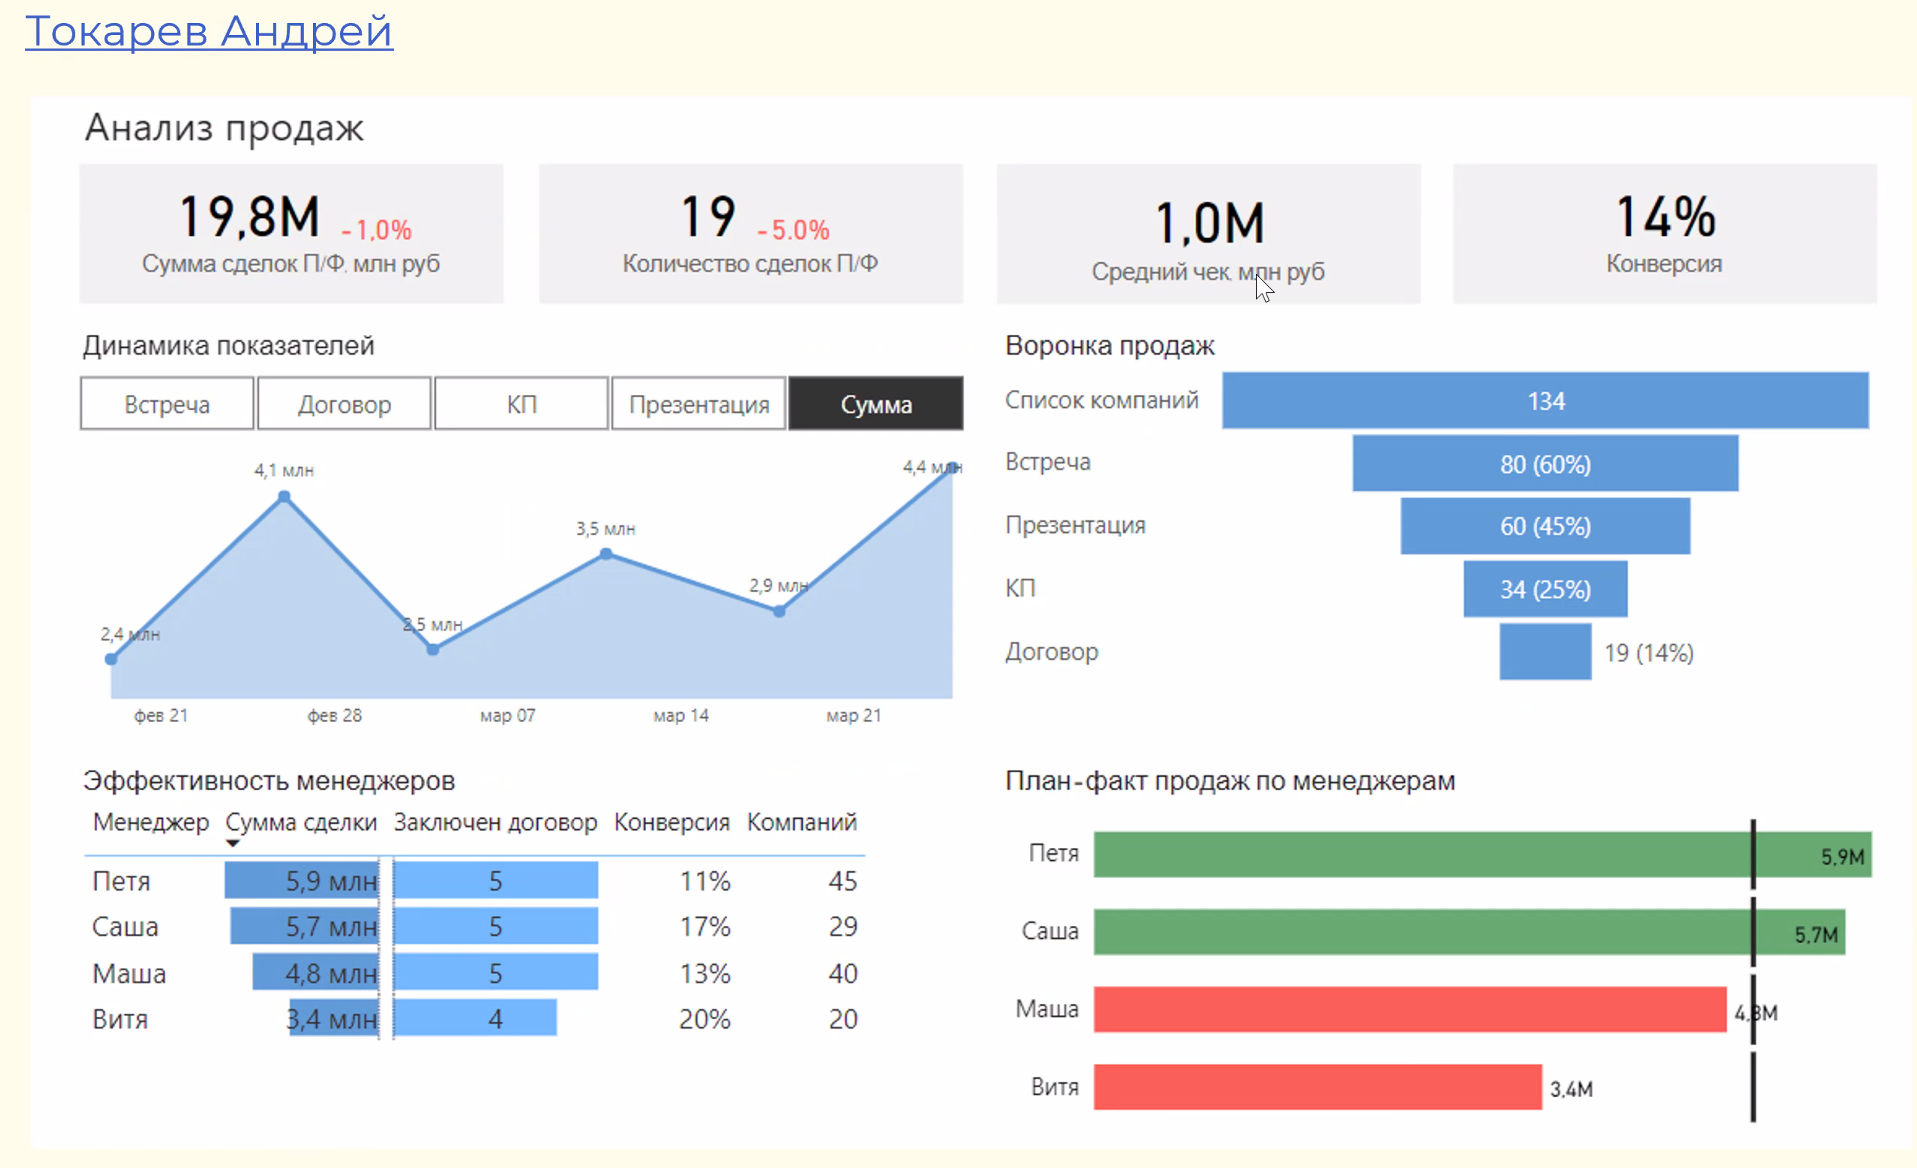 Токарев Андрей
Анализ продаж
19,8M -1,0%
Сумма сделок П/Ф, млн руб
19 -5.0%
Количество сделок П/Ф
1,0M
Средний чек, млн руб
14%
Конверсия
Динамика показателей
Встреча Договор КП Презентация Сумма
4,1 млн
4,4 млн
3,5 млн
2,9 млн
2,5 млн
2,4 млн
фев 21 фев 28 мар 07 мар 14 мар 21
Воронка продаж
Список компаний 134
Встреча 80 (60%)
Презентация 60 (45%)
КП 34 (25%)
Договор 19 (14%)
Эффективность менеджеров
Менеджер Сумма сделки Заключен договор Конверсия Компаний
Петя 5,9 млн 5 11% 45
Саша 5,7 млн 5 17% 29
Маша 4,8 млн 5 13% 40
Витя 3,4 млн 4 20% 20
План-факт продаж по менеджерам
Петя 5,9M
Саша 5,7M
Маша 4,8M
Витя 3,4M